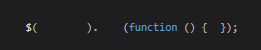 $(        ).    (function () {  });